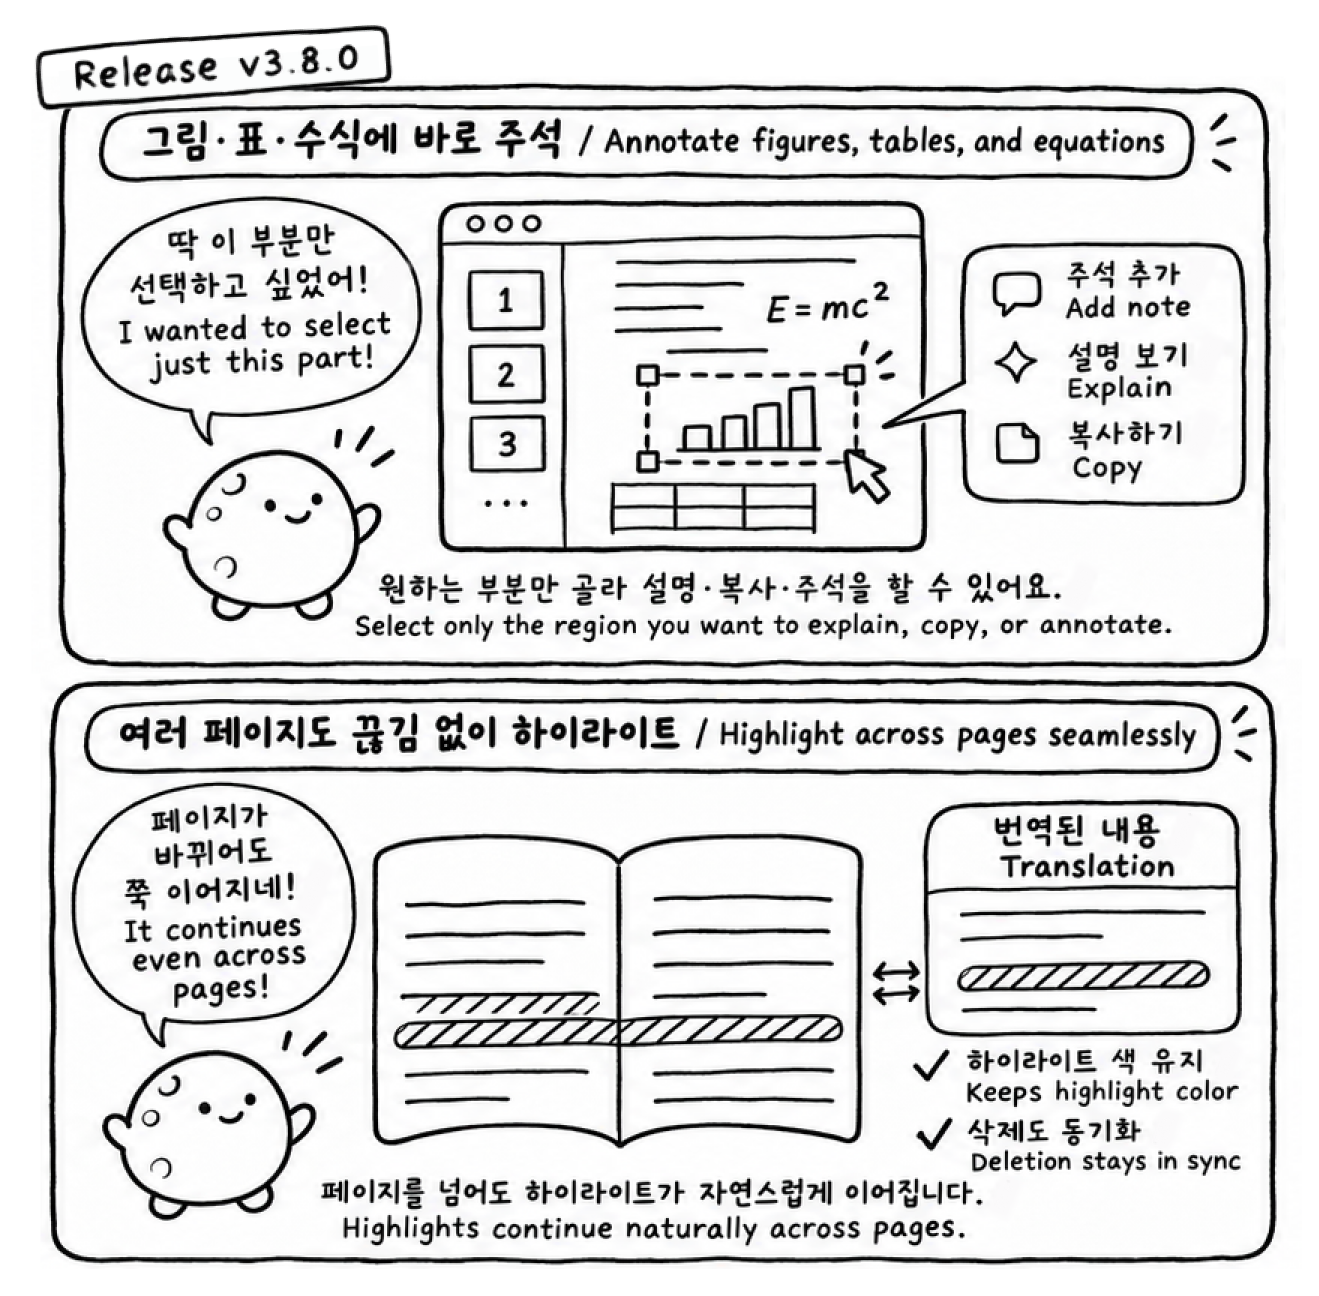 Release v3.8.0
그림·표·수식에 바로 주석 / Annotate figures, tables, and equations
딱 이 부분만
선택하고 싶었어!
I wanted to select
just this part!
1
2
3
...
E = mc²
주석 추가
Add note
설명 보기
Explain
복사하기
Copy
원하는 부분만 골라 설명·복사·주석을 할 수 있어요.
Select only the region you want to explain, copy, or annotate.
여러 페이지도 끊김 없이 하이라이트 / Highlight across pages seamlessly
페이지가
바뀌어도
쭉 이어지네!
It continues
even across
pages!
번역된 내용
Translation
하이라이트 색 유지
Keeps highlight color
삭제도 동기화
Deletion stays in sync
페이지를 넘어도 하이라이트가 자연스럽게 이어집니다.
Highlights continue naturally across pages.